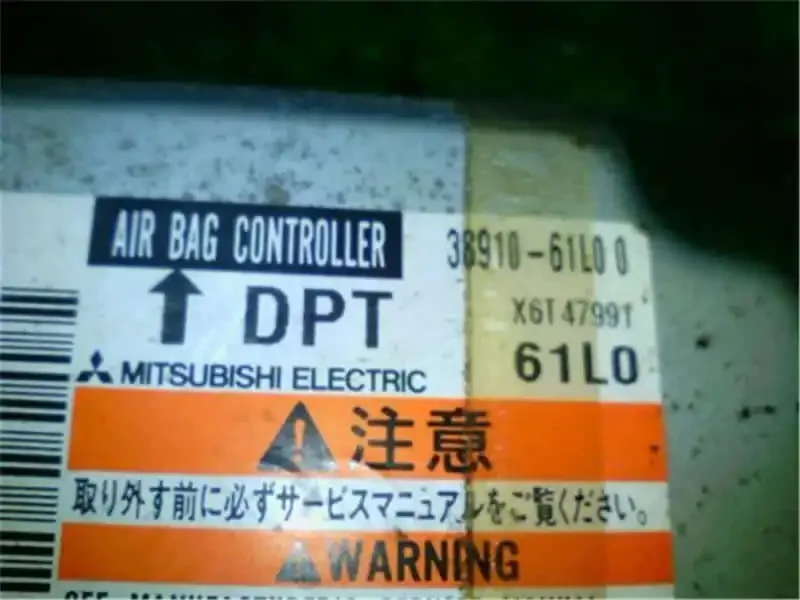 AIR BAG CONTROLLER 38910-61L0 0
DPT X6T47991
MITSUBISHI ELECTRIC 61L0
注意
取り外す前に必ずサービスマニュアルをご覧ください。
WARNING